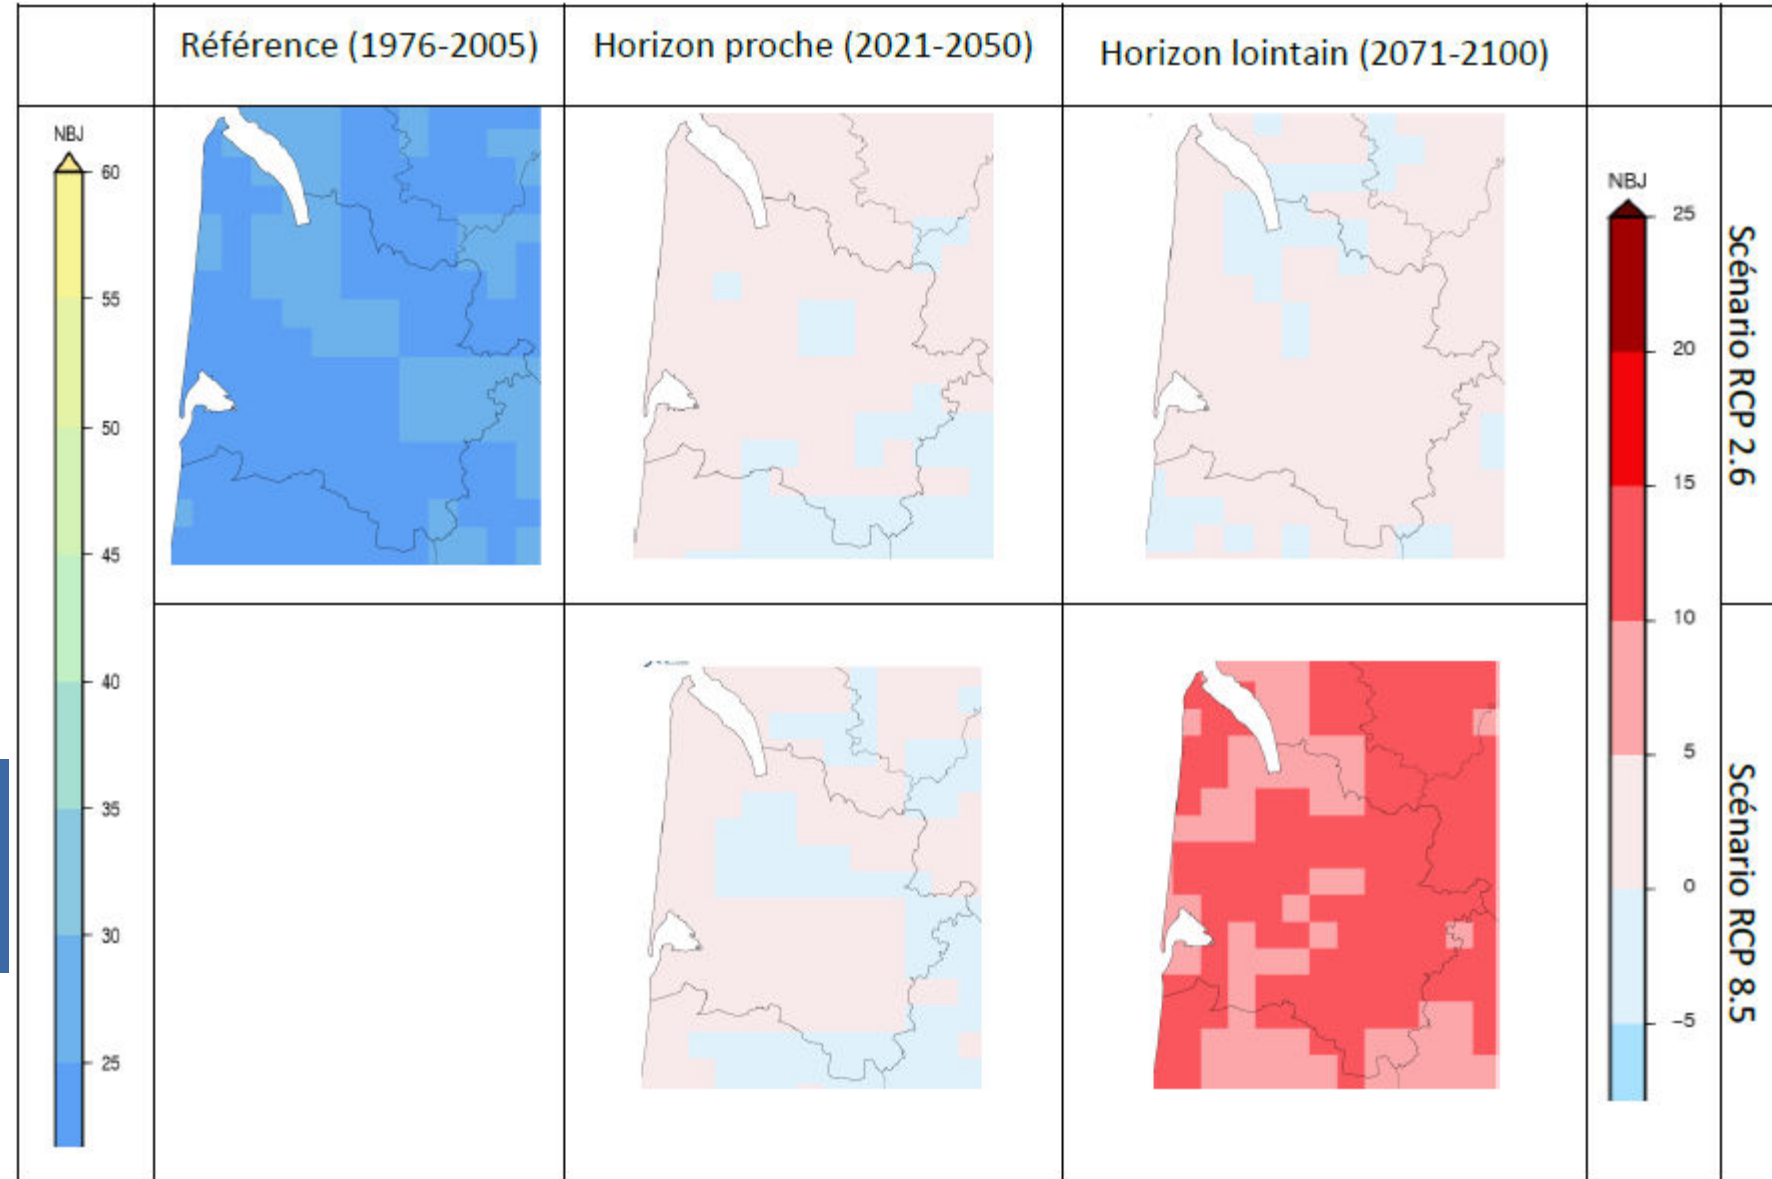 Référence (1976-2005)
Horizon proche (2021-2050)
Horizon lointain (2071-2100)
NBJ
60
55
50
45
40
35
30
25
NBJ
25
20
15
10
5
0
−5
Scénario RCP 2.6
Scénario RCP 8.5